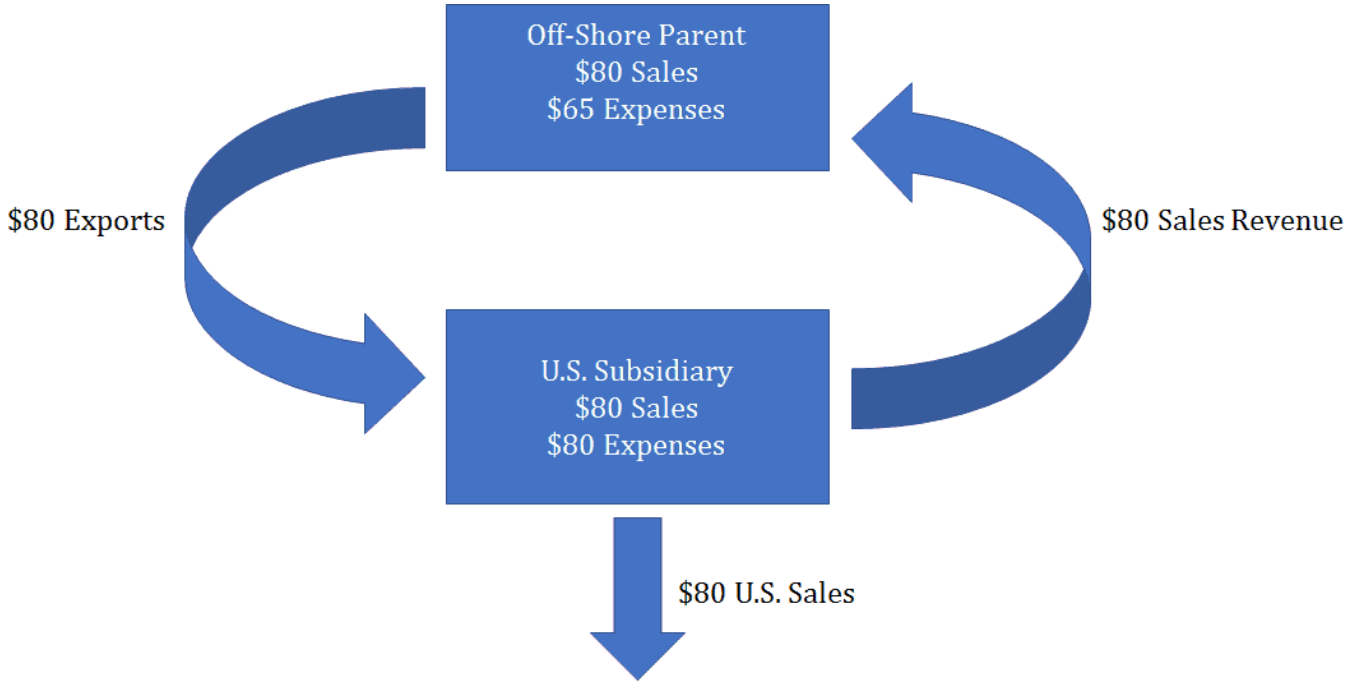 Off-Shore Parent
$80 Sales
$65 Expenses
$80 Exports
$80 Sales Revenue
U.S. Subsidiary
$80 Sales
$80 Expenses
$80 U.S. Sales